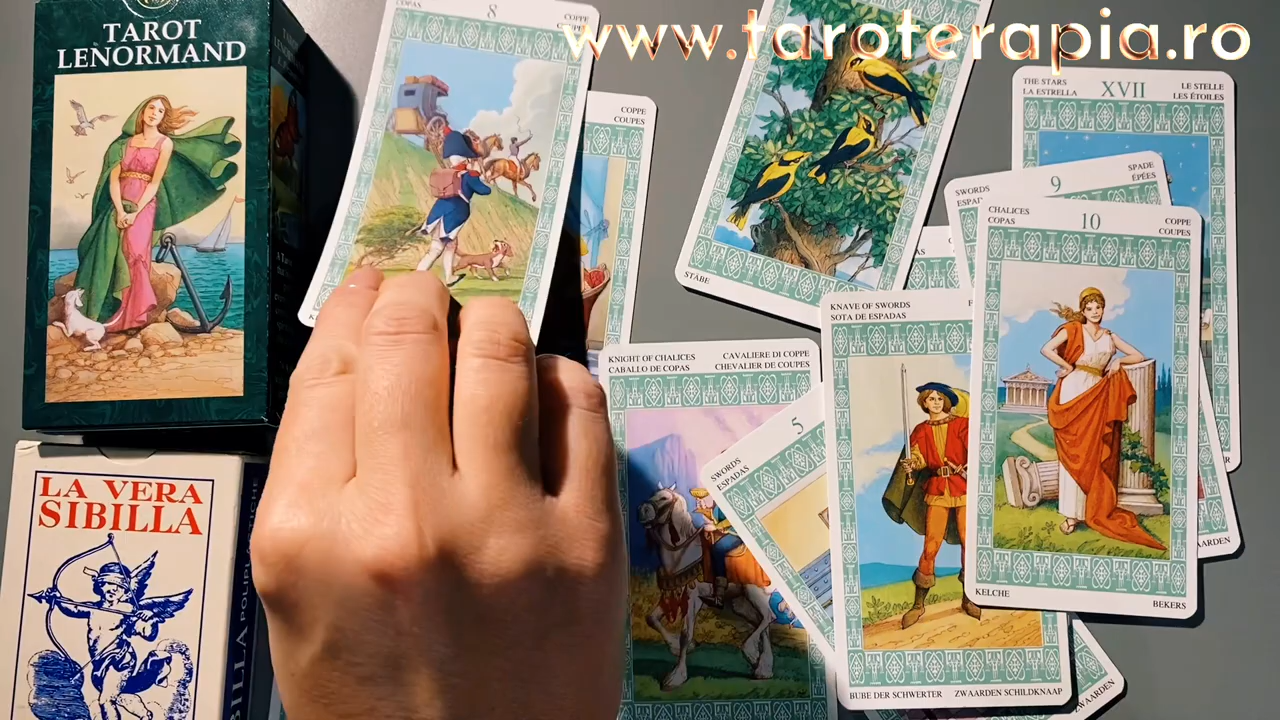 www.taroterapia.ro
TAROT
LENORMAND
LA VERA
SIBILLA
SIBILLA
COPAS
8
COPPE
COUPES
COPPE
COUPES
STÄBE
THE STARS
LA ESTRELLA
XVII
LE STELLE
LES ÉTOILES
SWORDS
9
SPADE
ÉPÉES
CHALICES
COPAS
10
COPPE
COUPES
KELCHE
BEKERS
KNAVE OF SWORDS
SOTA DE ESPADAS
BUBE DER SCHWERTER
ZWAARDEN SCHILDKNAAP
KNIGHT OF CHALICES
CABALLO DE COPAS
CAVALIERE DI COPPE
CHEVALIER DE COUPES
SWORDS
ESPADAS
5
ZWAARDEN